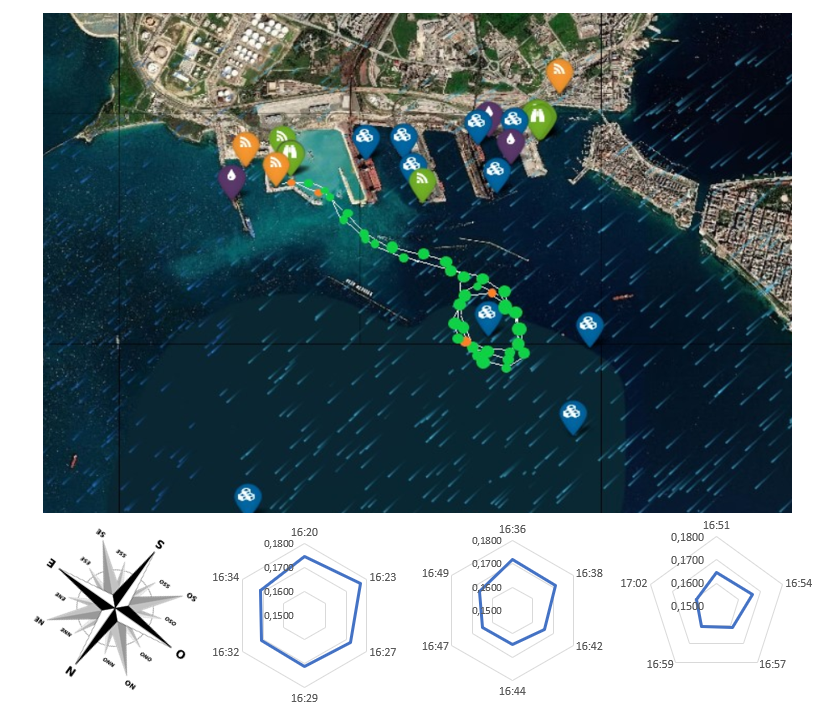 SE
S
SSE
ESE
E
SSO
SO
ENE
OSO
NE
NNE
ONO
O
NNO
N
NO
16:20
0,1800
0,1700
0,1600
0,1500
16:23
16:27
16:29
16:32
16:34
16:36
0,1800
0,1700
0,1600
0,1500
16:38
16:42
16:44
16:47
16:49
16:51
0,1800
0,1700
0,1600
0,1500
16:54
16:57
16:59
17:02